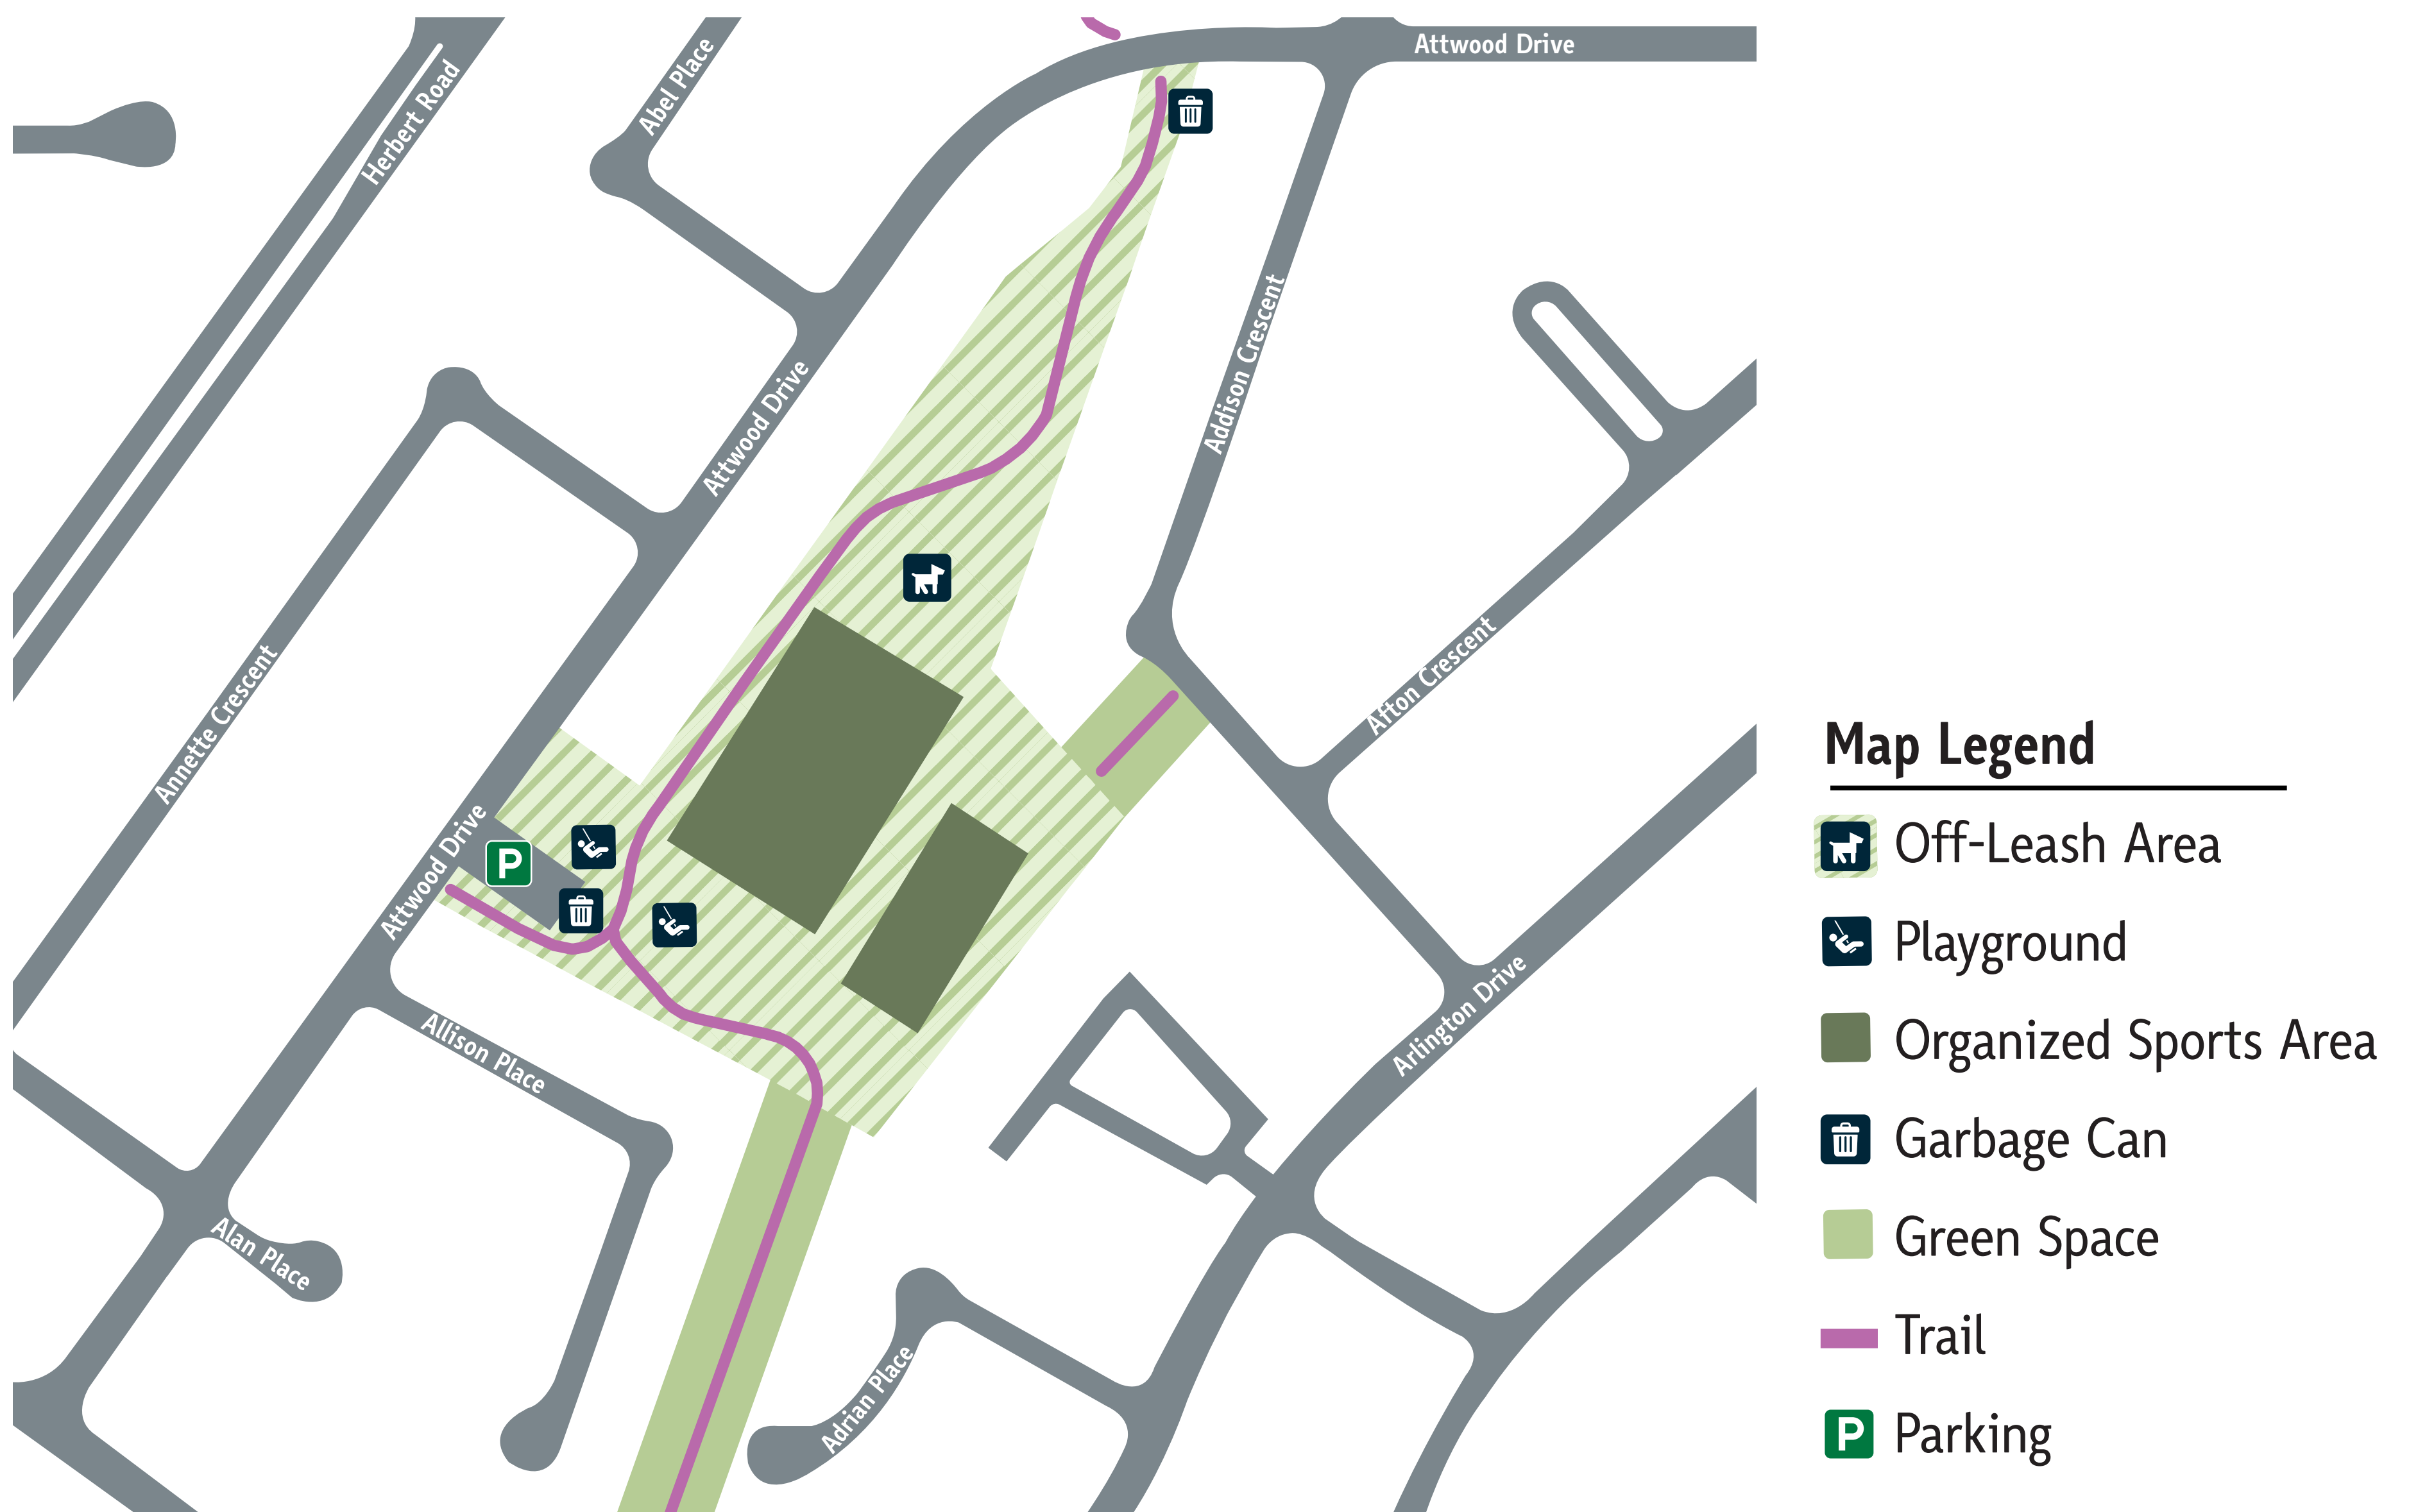 Attwood Drive
Abel Place
Herbert Road
Addison Crescent
Attwood Drive
Afton Crescent
Annette Crescent
Attwood Drive
P
Arlington Drive
Allison Place
Alan Place
Adrian Place
Map Legend
Off-Leash Area
Playground
Organized Sports Area
Garbage Can
Green Space
Trail
P Parking